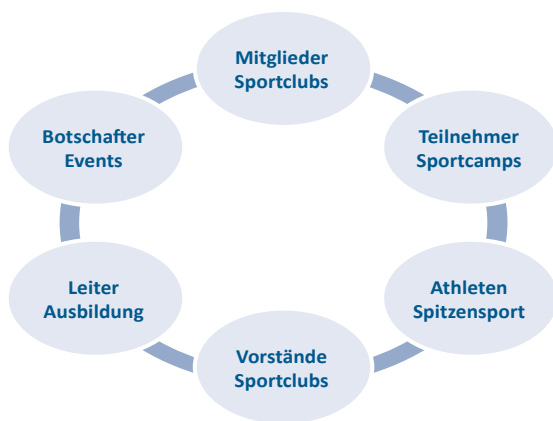 Mitglieder
Sportclubs
Teilnehmer
Sportcamps
Athleten
Spitzensport
Vorstände
Sportclubs
Leiter
Ausbildung
Botschafter
Events